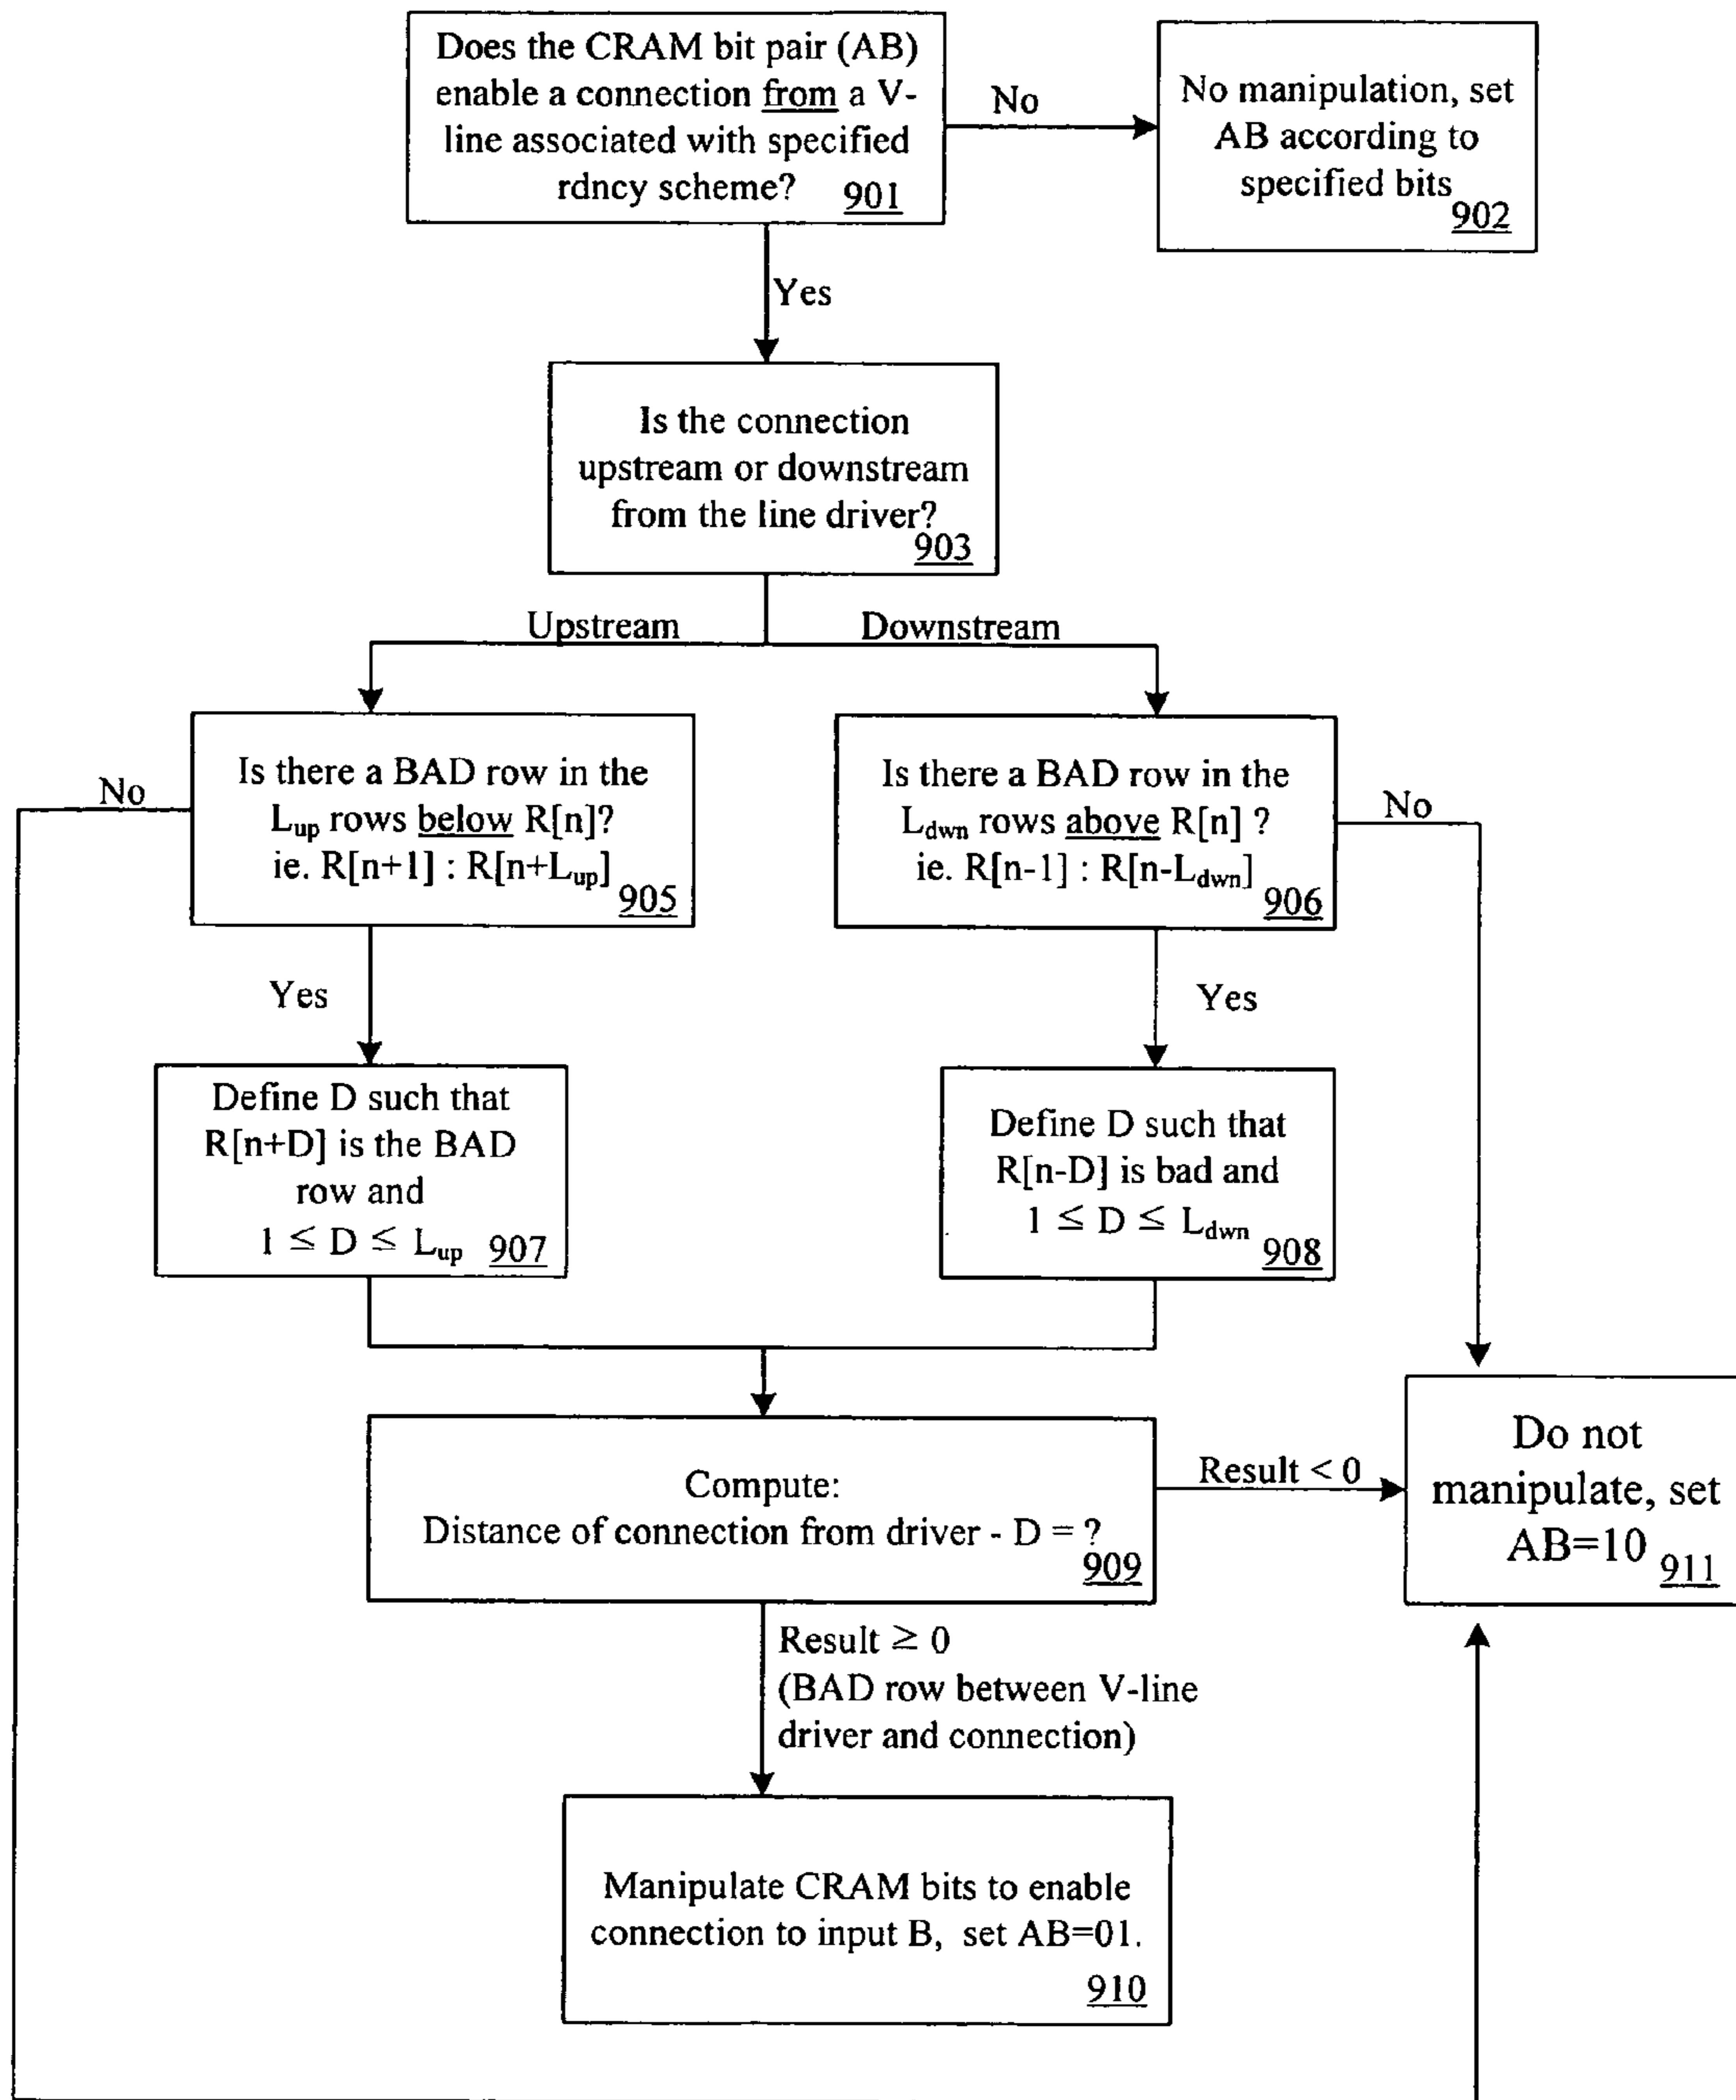 Does the CRAM bit pair (AB)
enable a connection from a V-
line associated with specified
rdncy scheme? 901
No
No manipulation, set
AB according to
specified bits
902
Yes
Is the connection
upstream or downstream
from the line driver?
903
Upstream
Downstream
No
Is there a BAD row in the
Lup rows below R[n]?
ie. R[n+1] : R[n+Lup]
905
Is there a BAD row in the
Ldwn rows above R[n] ?
ie. R[n-1] : R[n-Ldwn]
906
No
Yes
Yes
Define D such that
R[n+D] is the BAD
row and
1 ≤ D ≤ Lup 907
Define D such that
R[n-D] is bad and
1 ≤ D ≤ Ldwn
908
Compute:
Distance of connection from driver - D = ?
909
Result < 0
Do not
manipulate, set
AB=10
911
Result ≥ 0
(BAD row between V-line
driver and connection)
Manipulate CRAM bits to enable
connection to input B, set AB=01.
910